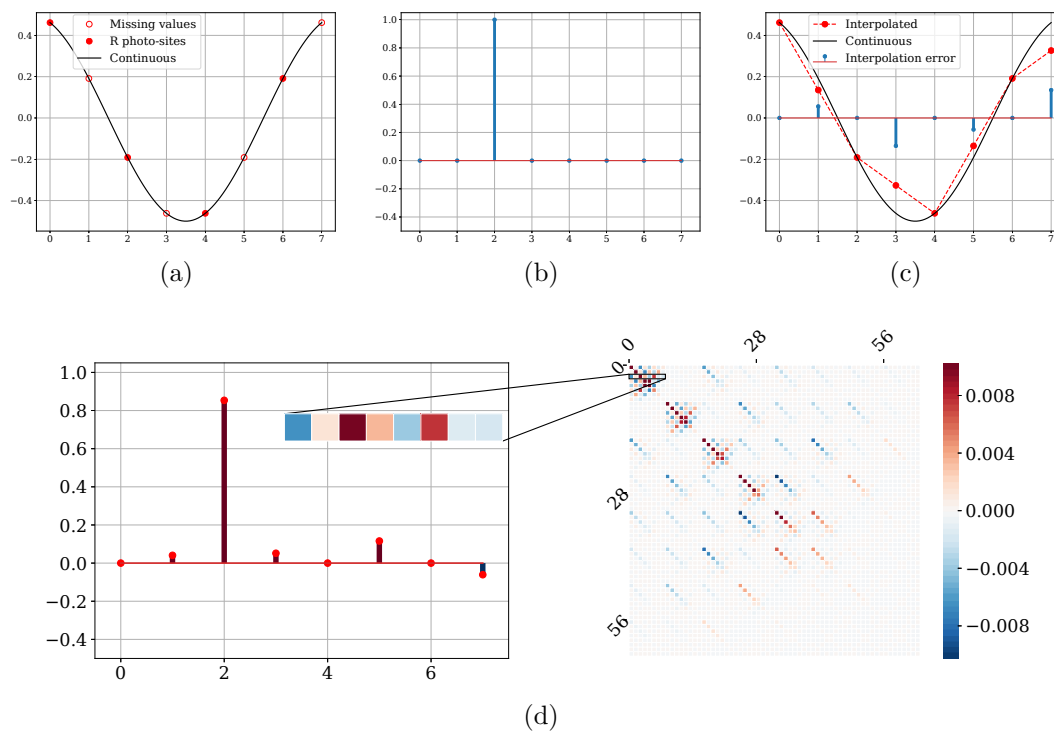 0.4
0.2
0.0
−0.2
−0.4
Missing values
R photo-sites
Continuous
0 1 2 3 4 5 6 7
(a)
1.0
0.8
0.6
0.4
0.2
0.0
−0.2
−0.4
0 1 2 3 4 5 6 7
(b)
0.4
0.2
0.0
−0.2
−0.4
Interpolated
Continuous
Interpolation error
0 1 2 3 4 5 6 7
(c)
1.0
0.8
0.6
0.4
0.2
0.0
−0.2
−0.4
0 2 4 6
0 28 56
0
28
56
0.008
0.004
0.000
−0.004
−0.008
(d)